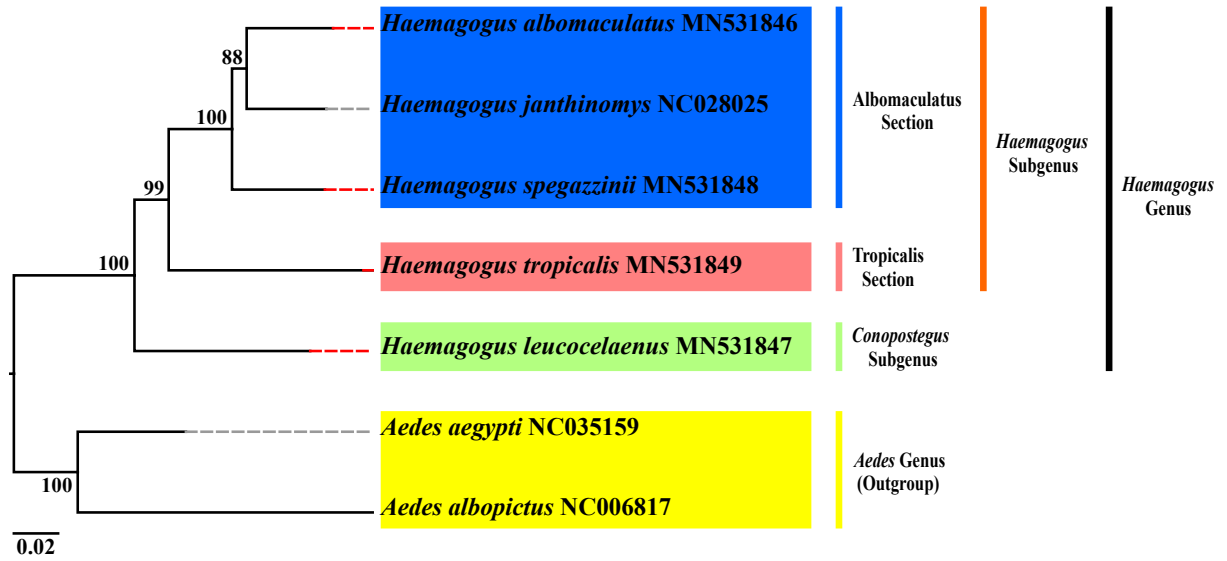 Haemagogus albomaculatus MN531846
88
Haemagogus janthinomys NC028025
100
Haemagogus spegazzinii MN531848
99
Haemagogus tropicalis MN531849
100
Haemagogus leucocelaenus MN531847
Aedes aegypti NC035159
100
Aedes albopictus NC006817
0.02
Albomaculatus
Section
Tropicalis
Section
Conopostegus
Subgenus
Aedes Genus
(Outgroup)
Haemagogus
Subgenus
Haemagogus
Genus